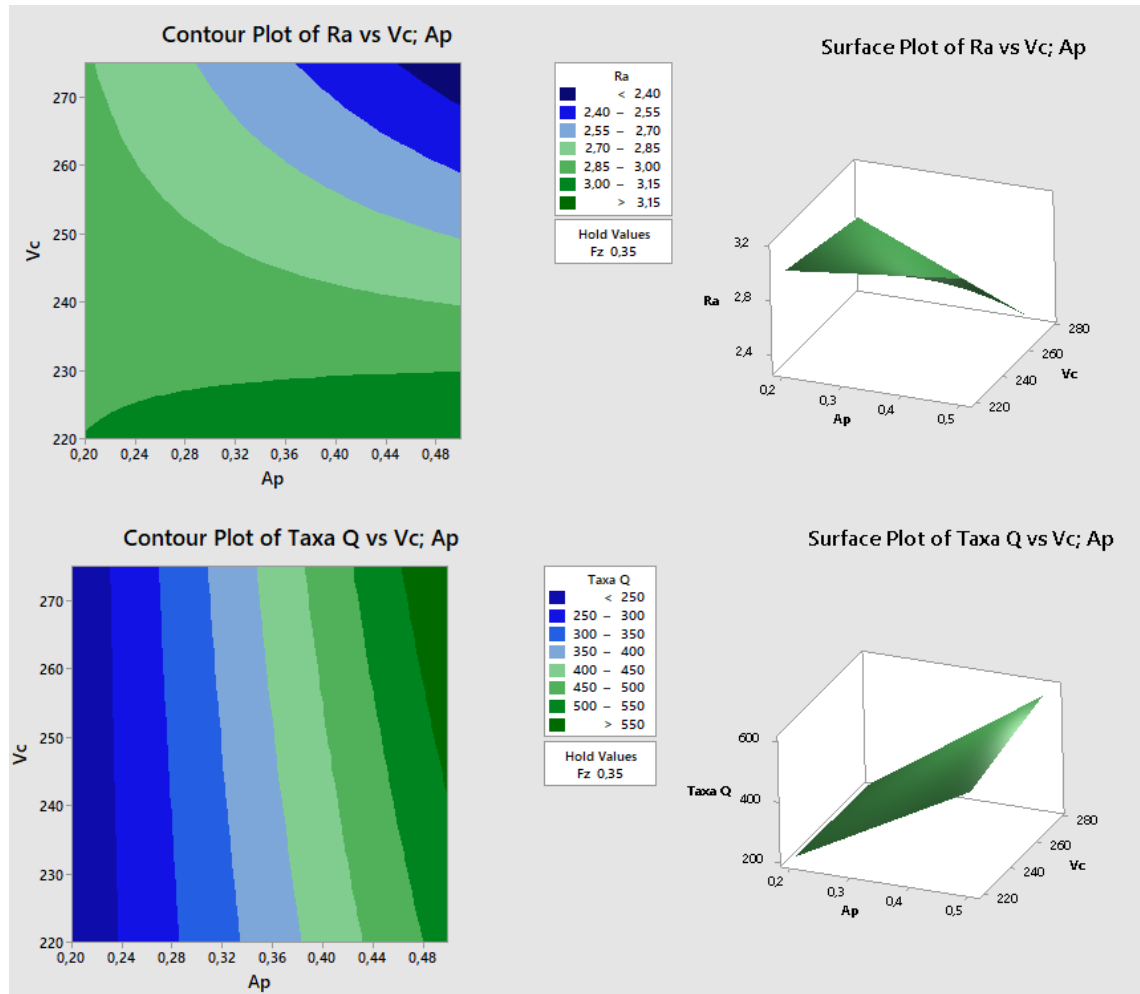 Contour Plot of Ra vs Vc; Ap
270
260
250
240
230
220
Vc
0,20 0,24 0,28 0,32 0,36 0,40 0,44 0,48
Ap
Ra
< 2,40
2,40 – 2,55
2,55 – 2,70
2,70 – 2,85
2,85 – 3,00
3,00 – 3,15
> 3,15
Hold Values
Fz 0,35
Surface Plot of Ra vs Vc; Ap
3,2
2,8
2,4
Ra
0,2 0,3 0,4 0,5
Ap
220 240 260 280
Vc
Contour Plot of Taxa Q vs Vc; Ap
270
260
250
240
230
220
Vc
0,20 0,24 0,28 0,32 0,36 0,40 0,44 0,48
Ap
Taxa Q
< 250
250 – 300
300 – 350
350 – 400
400 – 450
450 – 500
500 – 550
> 550
Hold Values
Fz 0,35
Surface Plot of Taxa Q vs Vc; Ap
600
400
200
Taxa Q
0,2 0,3 0,4 0,5
Ap
220 240 260 280
Vc